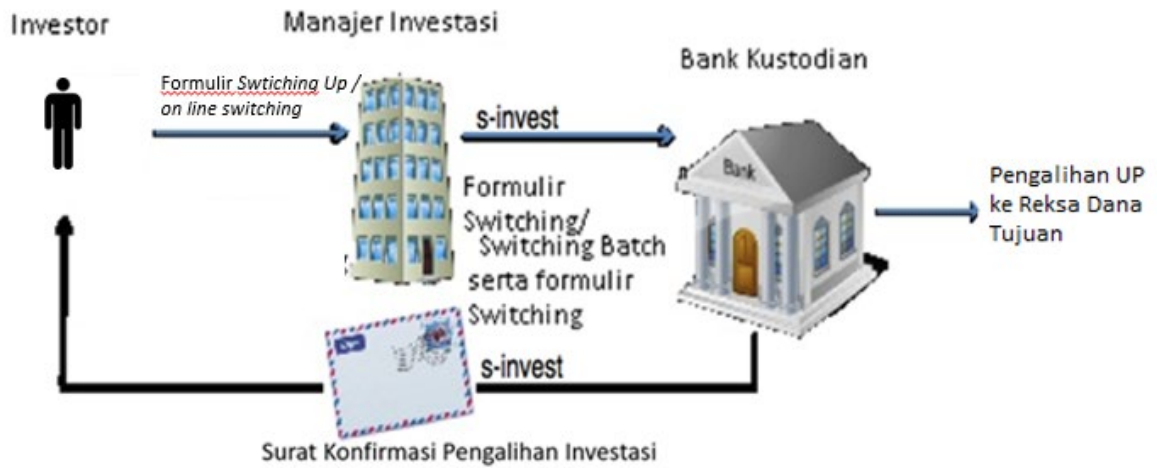 Investor
Manajer Investasi
Bank Kustodian
Formulir Swtiching Up /
on line switching
s-invest
Bank
Formulir
Switching/
Switching Batch
serta formulir
Switching
Pengalihan UP
ke Reksa Dana
Tujuan
s-invest
Surat Konfirmasi Pengalihan Investasi